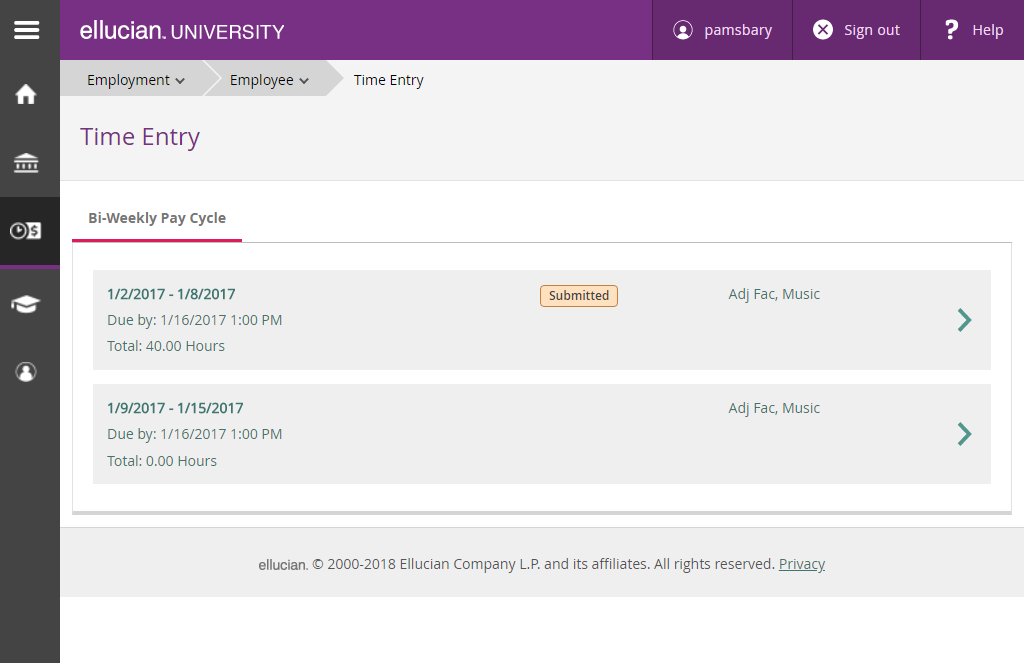 ellucian. UNIVERSITY
pamsbary
Sign out
? Help
Employment
Employee
Time Entry
Time Entry
Bi-Weekly Pay Cycle
1/2/2017 - 1/8/2017
Submitted
Adj Fac, Music
Due by: 1/16/2017 1:00 PM
Total: 40.00 Hours
1/9/2017 - 1/15/2017
Adj Fac, Music
Due by: 1/16/2017 1:00 PM
Total: 0.00 Hours
ellucian. © 2000-2018 Ellucian Company L.P. and its affiliates. All rights reserved. Privacy